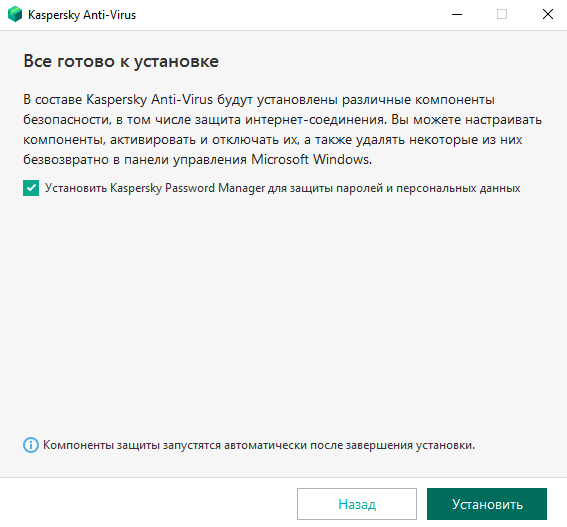 Kaspersky Anti-Virus
Все готово к установке
В составе Kaspersky Anti-Virus будут установлены различные компоненты
безопасности, в том числе защита интернет-соединения. Вы можете настраивать
компоненты, активировать и отключать их, а также удалять некоторые из них
безвозвратно в панели управления Microsoft Windows.
Установить Kaspersky Password Manager для защиты паролей и персональных данных
Компоненты защиты запустятся автоматически после завершения установки.
Назад
Установить